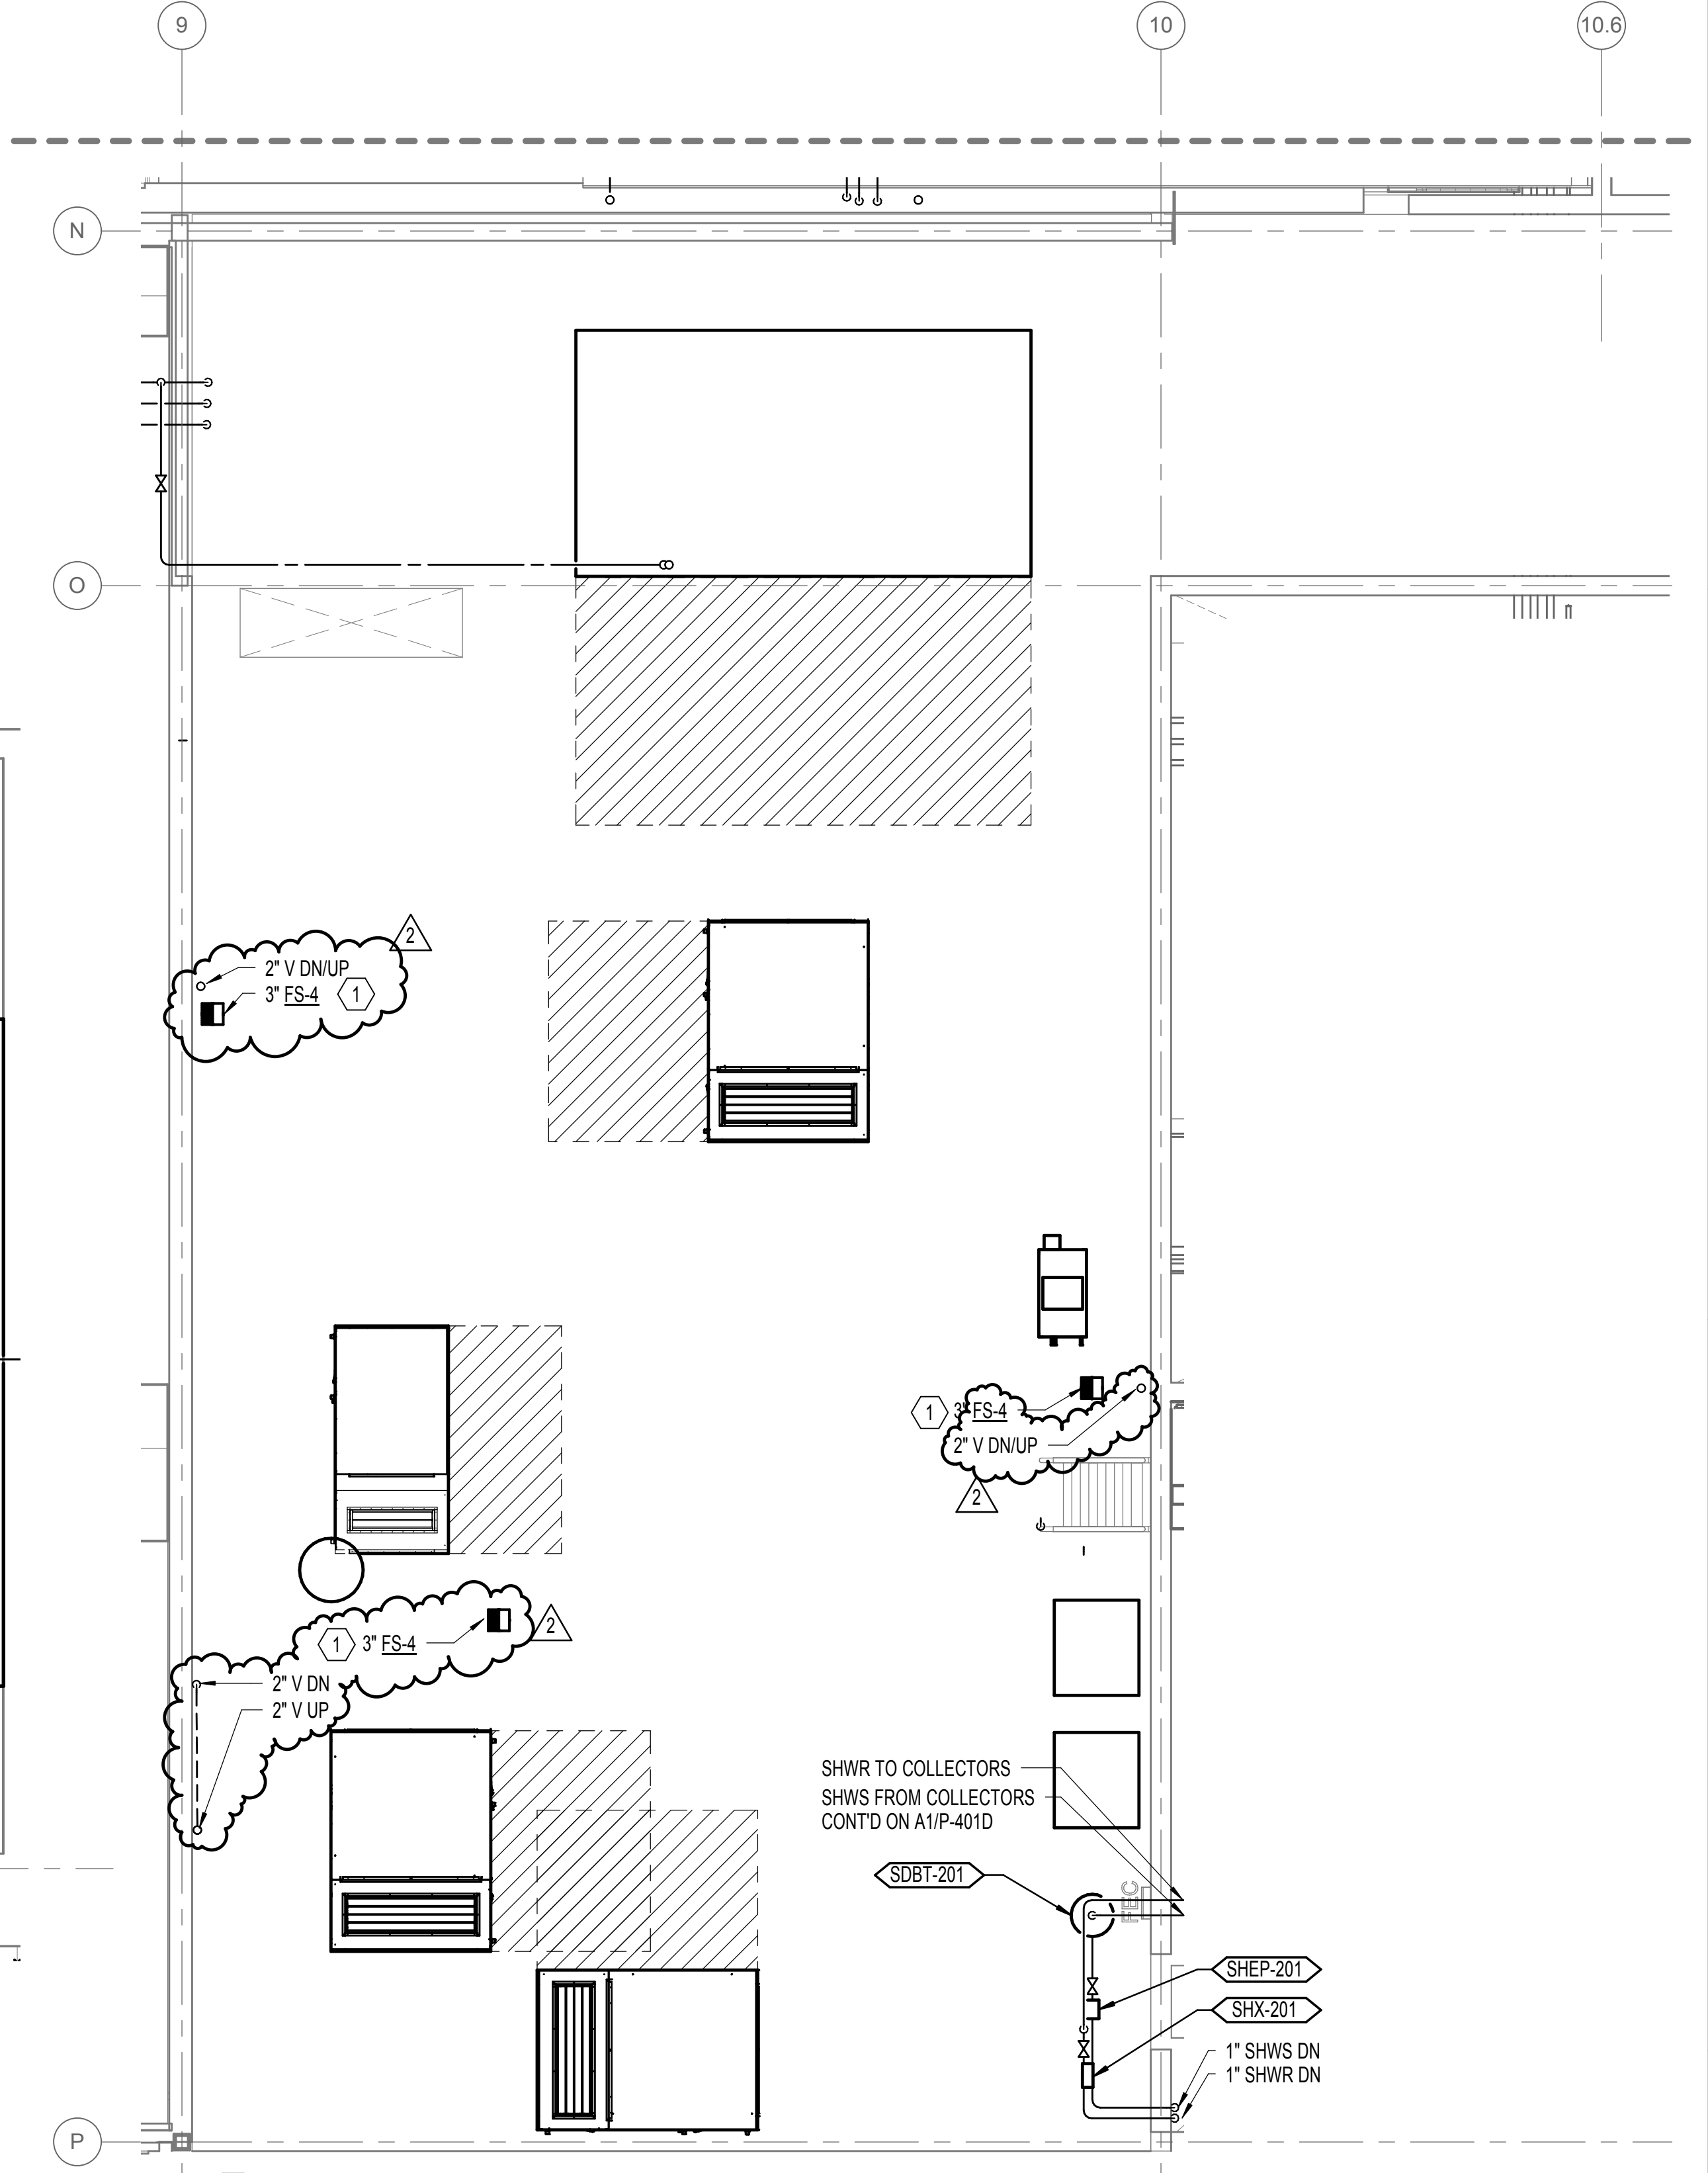 9
10
10.6
N
O
2
2" V DN/UP
3" FS-4
1
1
3" FS-4
2" V DN/UP
2
1
3" FS-4
2
2" V DN
2" V UP
SHWR TO COLLECTORS
SHWS FROM COLLECTORS
CONT'D ON A1/P-401D
SDBT-201
FEC
SHEP-201
SHX-201
1" SHWS DN
1" SHWR DN
P